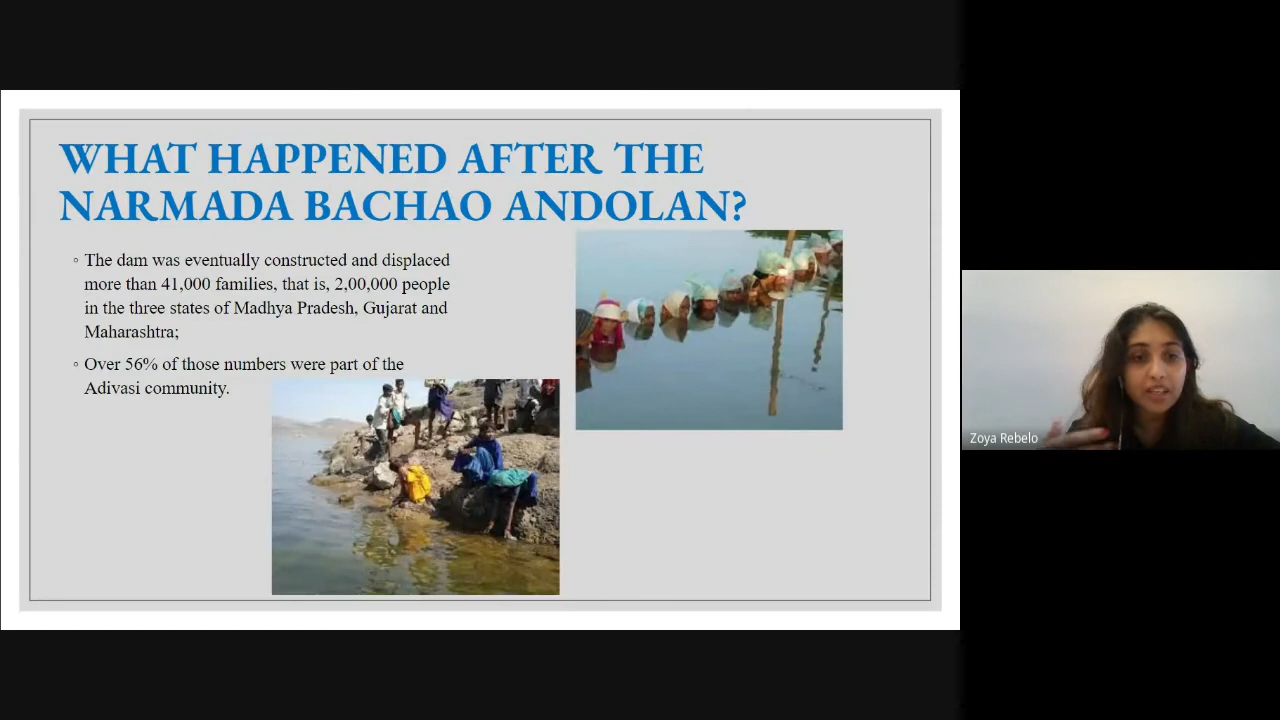 WHAT HAPPENED AFTER THE
NARMADA BACHAO ANDOLAN?
◦ The dam was eventually constructed and displaced
more than 41,000 families, that is, 2,00,000 people
in the three states of Madhya Pradesh, Gujarat and
Maharashtra;
◦ Over 56% of those numbers were part of the
Adivasi community.
Zoya Rebelo